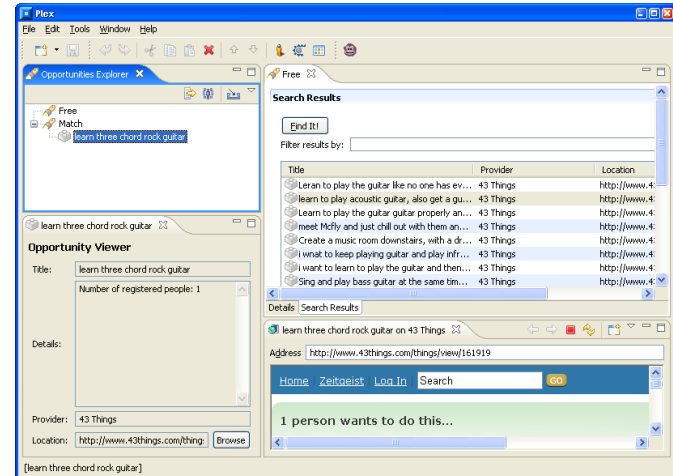 Plex
File Edit Tools Window Help
Opportunities Explorer
Free
Match
learn three chord rock guitar
learn three chord rock guitar
Opportunity Viewer
Title: learn three chord rock guitar
Number of registered people: 1
Details:
Provider: 43 Things
Location: http://www.43things.com/thing: Browse
[learn three chord rock guitar]
Free
Search Results
Find It!
Filter results by:
Title Provider Location
Leran to play the guitar like no one has ev... 43 Things http://www.4
learn to play acoustic guitar, also get a gu... 43 Things http://www.4
Learn to play the guitar guitar properly an... 43 Things http://www.4
meet Mcfly and just chill out with them an... 43 Things http://www.4
Create a music room downstairs, with a dr... 43 Things http://www.4
i wnat to keep playing guitar and play infr... 43 Things http://www.4
i want to learn to play the guitar and then... 43 Things http://www.4
Sing and play bass guitar at the same tim... 43 Things http://www.4
Details Search Results
learn three chord rock guitar on 43 Things
Address http://www.43things.com/things/view/161919
Home Zeitgeist Log In Search GO
1 person wants to do this...